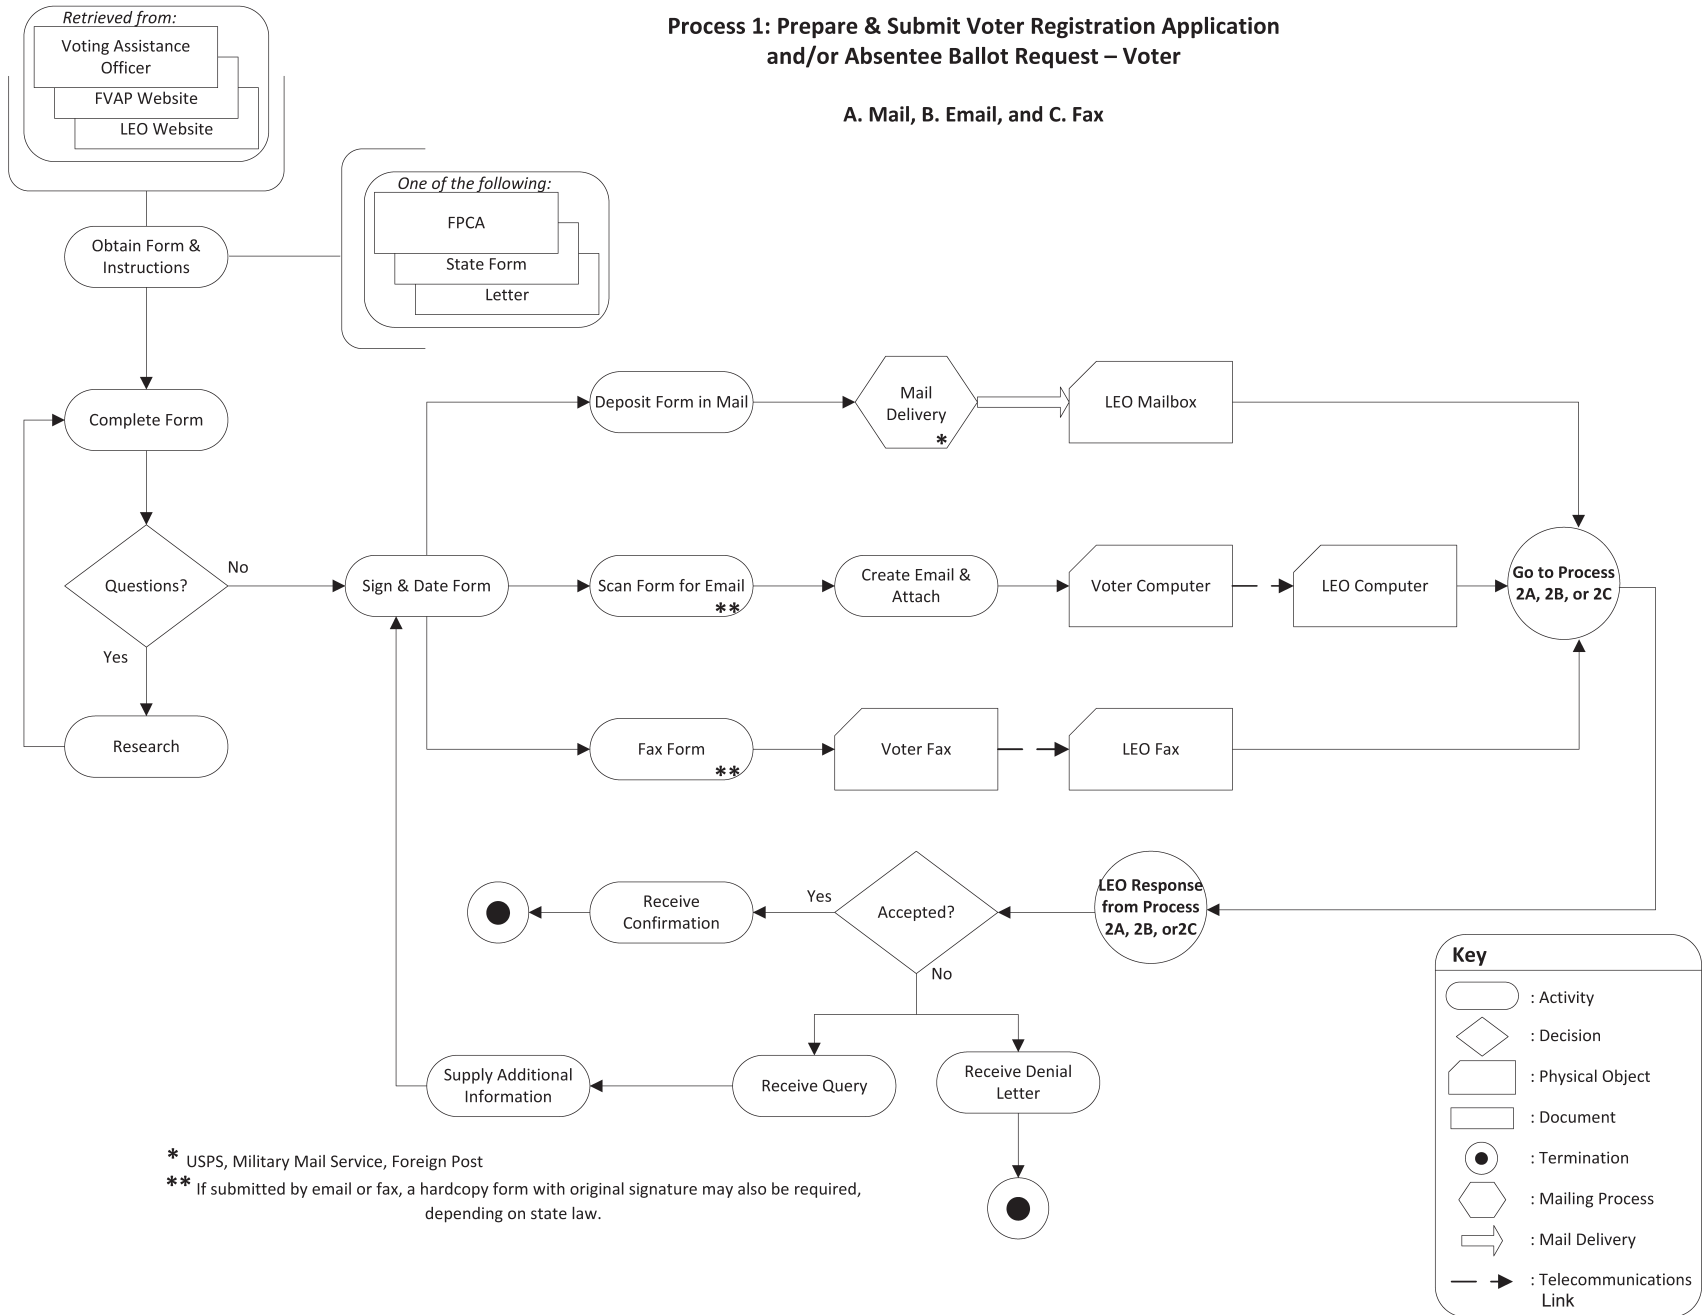 Process 1: Prepare & Submit Voter Registration Application
and/or Absentee Ballot Request – Voter
A. Mail, B. Email, and C. Fax
Retrieved from:
Voting Assistance
Officer
FVAP Website
LEO Website
One of the following:
FPCA
State Form
Letter
Obtain Form &
Instructions
Complete Form
Questions?
No
Yes
Research
Sign & Date Form
Deposit Form in Mail
Mail
Delivery
*
LEO Mailbox
Scan Form for Email
**
Create Email &
Attach
Voter Computer
LEO Computer
Go to Process
2A, 2B, or 2C
Fax Form
**
Voter Fax
LEO Fax
LEO Response
from Process
2A, 2B, or2C
Accepted?
Yes
No
Receive
Confirmation
Receive Query
Receive Denial
Letter
Supply Additional
Information
* USPS, Military Mail Service, Foreign Post
** If submitted by email or fax, a hardcopy form with original signature may also be required,
depending on state law.
Key
: Activity
: Decision
: Physical Object
: Document
: Termination
: Mailing Process
: Mail Delivery
: Telecommunications
Link